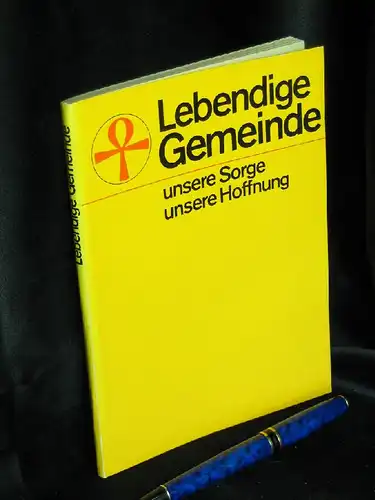 Lebendige
Gemeinde
unsere Sorge
unsere Hoffnung
Lebendige Gemeinde